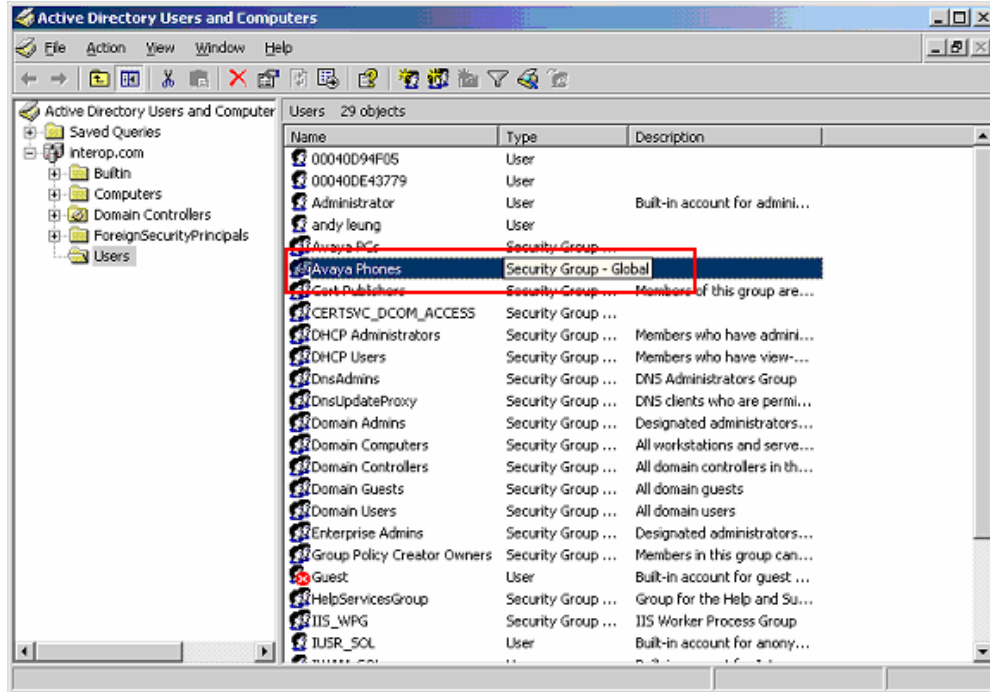 Active Directory Users and Computers
File Action View Window Help
Active Directory Users and Computer
Saved Queries
interop.com
Builtin
Computers
Domain Controllers
ForeignSecurityPrincipals
Users
Users 29 objects
Name Type Description
00040D94F05 User
00040DE43779 User
Administrator User Built-in account for admini...
andy leung User
Avaya PCs Security Group ...
Avaya Phones Security Group - Global
Cert Publishers Security Group ... Members of this group are...
CERTSVC_DCOM_ACCESS Security Group ...
DHCP Administrators Security Group ... Members who have admini...
DHCP Users Security Group ... Members who have view-...
DnsAdmins Security Group ... DNS Administrators Group
DnsUpdateProxy Security Group ... DNS clients who are permi...
Domain Admins Security Group ... Designated administrators...
Domain Computers Security Group ... All workstations and serve...
Domain Controllers Security Group ... All domain controllers in th...
Domain Guests Security Group ... All domain guests
Domain Users Security Group ... All domain users
Enterprise Admins Security Group ... Designated administrators...
Group Policy Creator Owners Security Group ... Members in this group can...
Guest User Built-in account for guest ...
HelpServicesGroup Security Group ... Group for the Help and Su...
IIS_WPG Security Group ... IIS Worker Process Group
IUSR_SOL User Built-in account for anony...